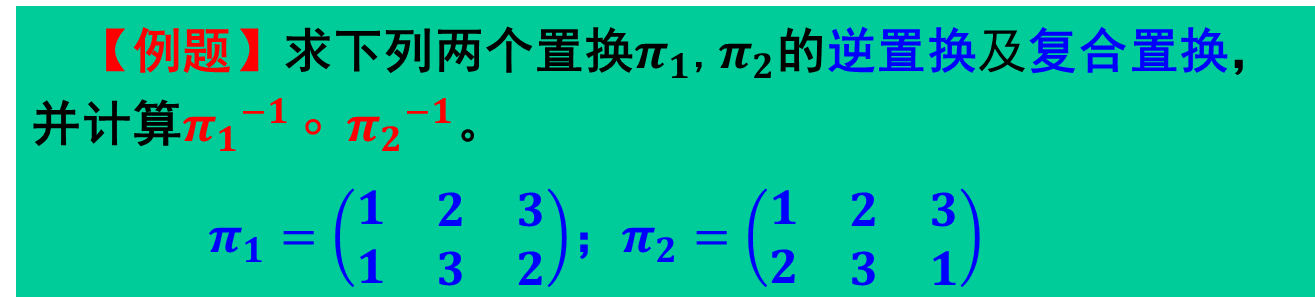 【例题】求下列两个置换π₁, π₂的逆置换及复合置换，
并计算π₁⁻¹ ∘ π₂⁻¹。
π₁ = (1 2 3
1 3 2)；π₂ = (1 2 3
2 3 1)